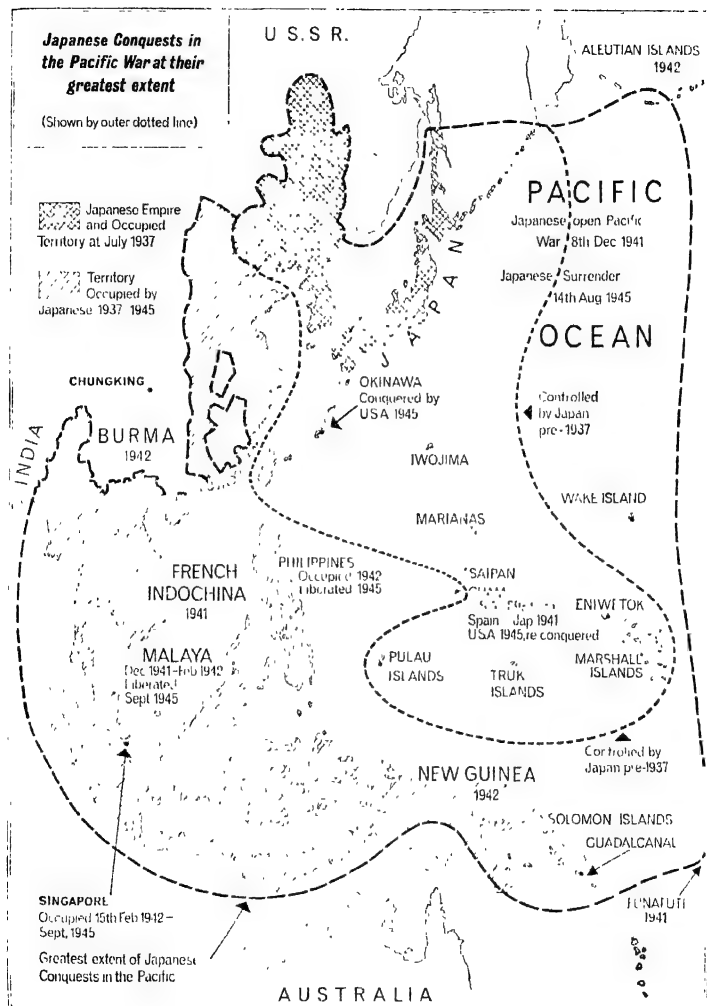 Japanese Conquests in
the Pacific War at their
greatest extent
(Shown by outer dotted line)
U.S.S.R.
ALEUTIAN ISLANDS
1942
Japanese Empire
and Occupied
Territory at July 1937
Territory
Occupied by
Japanese 1937-1945
PACIFIC
Japanese open Pacific
War 8th Dec 1941
Japanese Surrender
14th Aug 1945
OCEAN
JAPAN
CHUNGKING
INDIA
BURMA
1942
OKINAWA
Conquered by
USA 1945
Controlled
by Japan
pre-1937
IWOJIMA
WAKE ISLAND
MARIANAS
FRENCH
INDOCHINA
1941
PHILIPPINES
Occupied 1942
Liberated 1945
SAIPAN
GUAM
Spain Jap 1941
USA 1945, re conquered
ENIWETOK
MALAYA
Dec 1941-Feb 1942
Liberated
Sept 1945
PULAU
ISLANDS
TRUK
ISLANDS
MARSHALL
ISLANDS
Controlled by
Japan pre-1937
NEW GUINEA
1942
SOLOMON ISLANDS
GUADALCANAL
SINGAPORE
Occupied 15th Feb 1942-
Sept, 1945
FUNAFUTI
1941
Greatest extent of Japanese
Conquests in the Pacific
AUSTRALIA